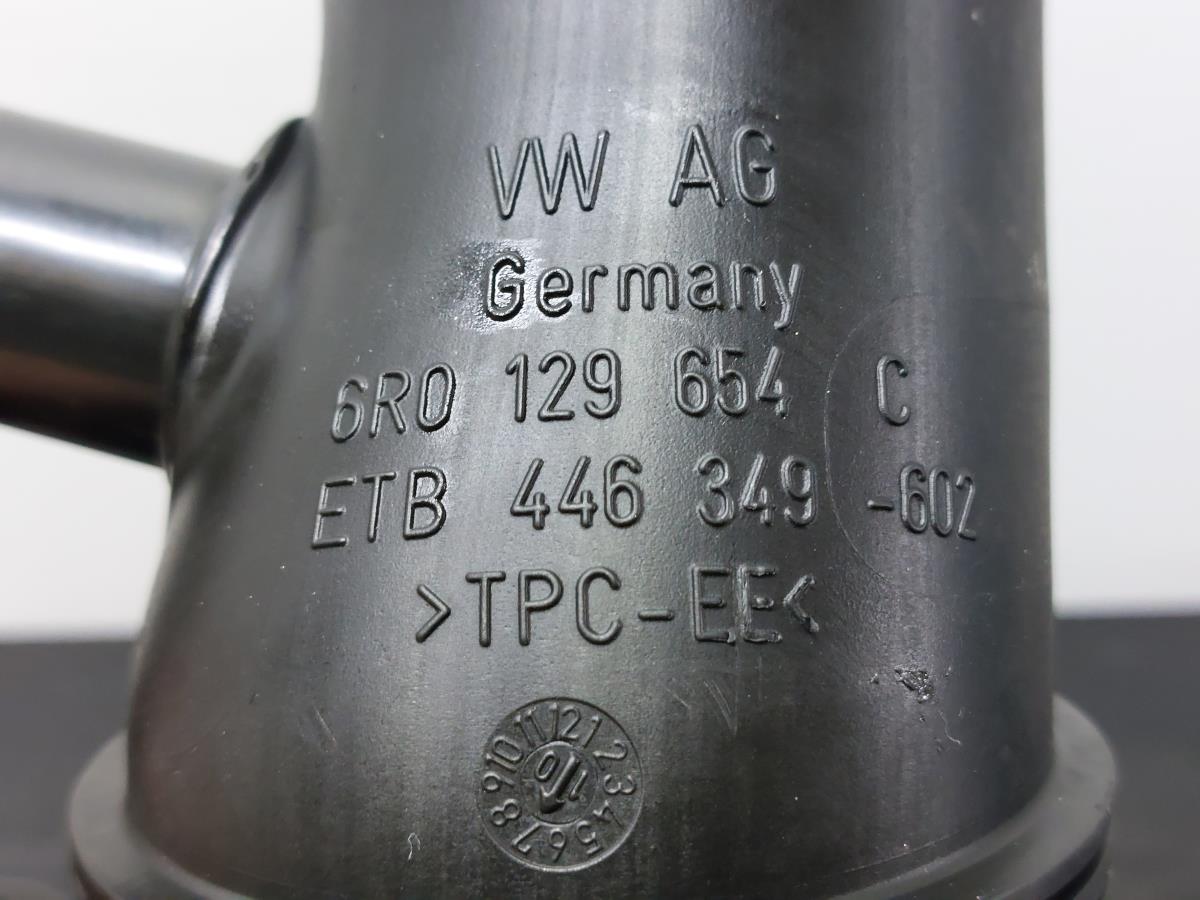 VW AG
Germany
6R0 129 654 C
ETB 446 349 -602
>TPC-EE<
1 2 3 4 5 6 7 8 9 10 11 12
10